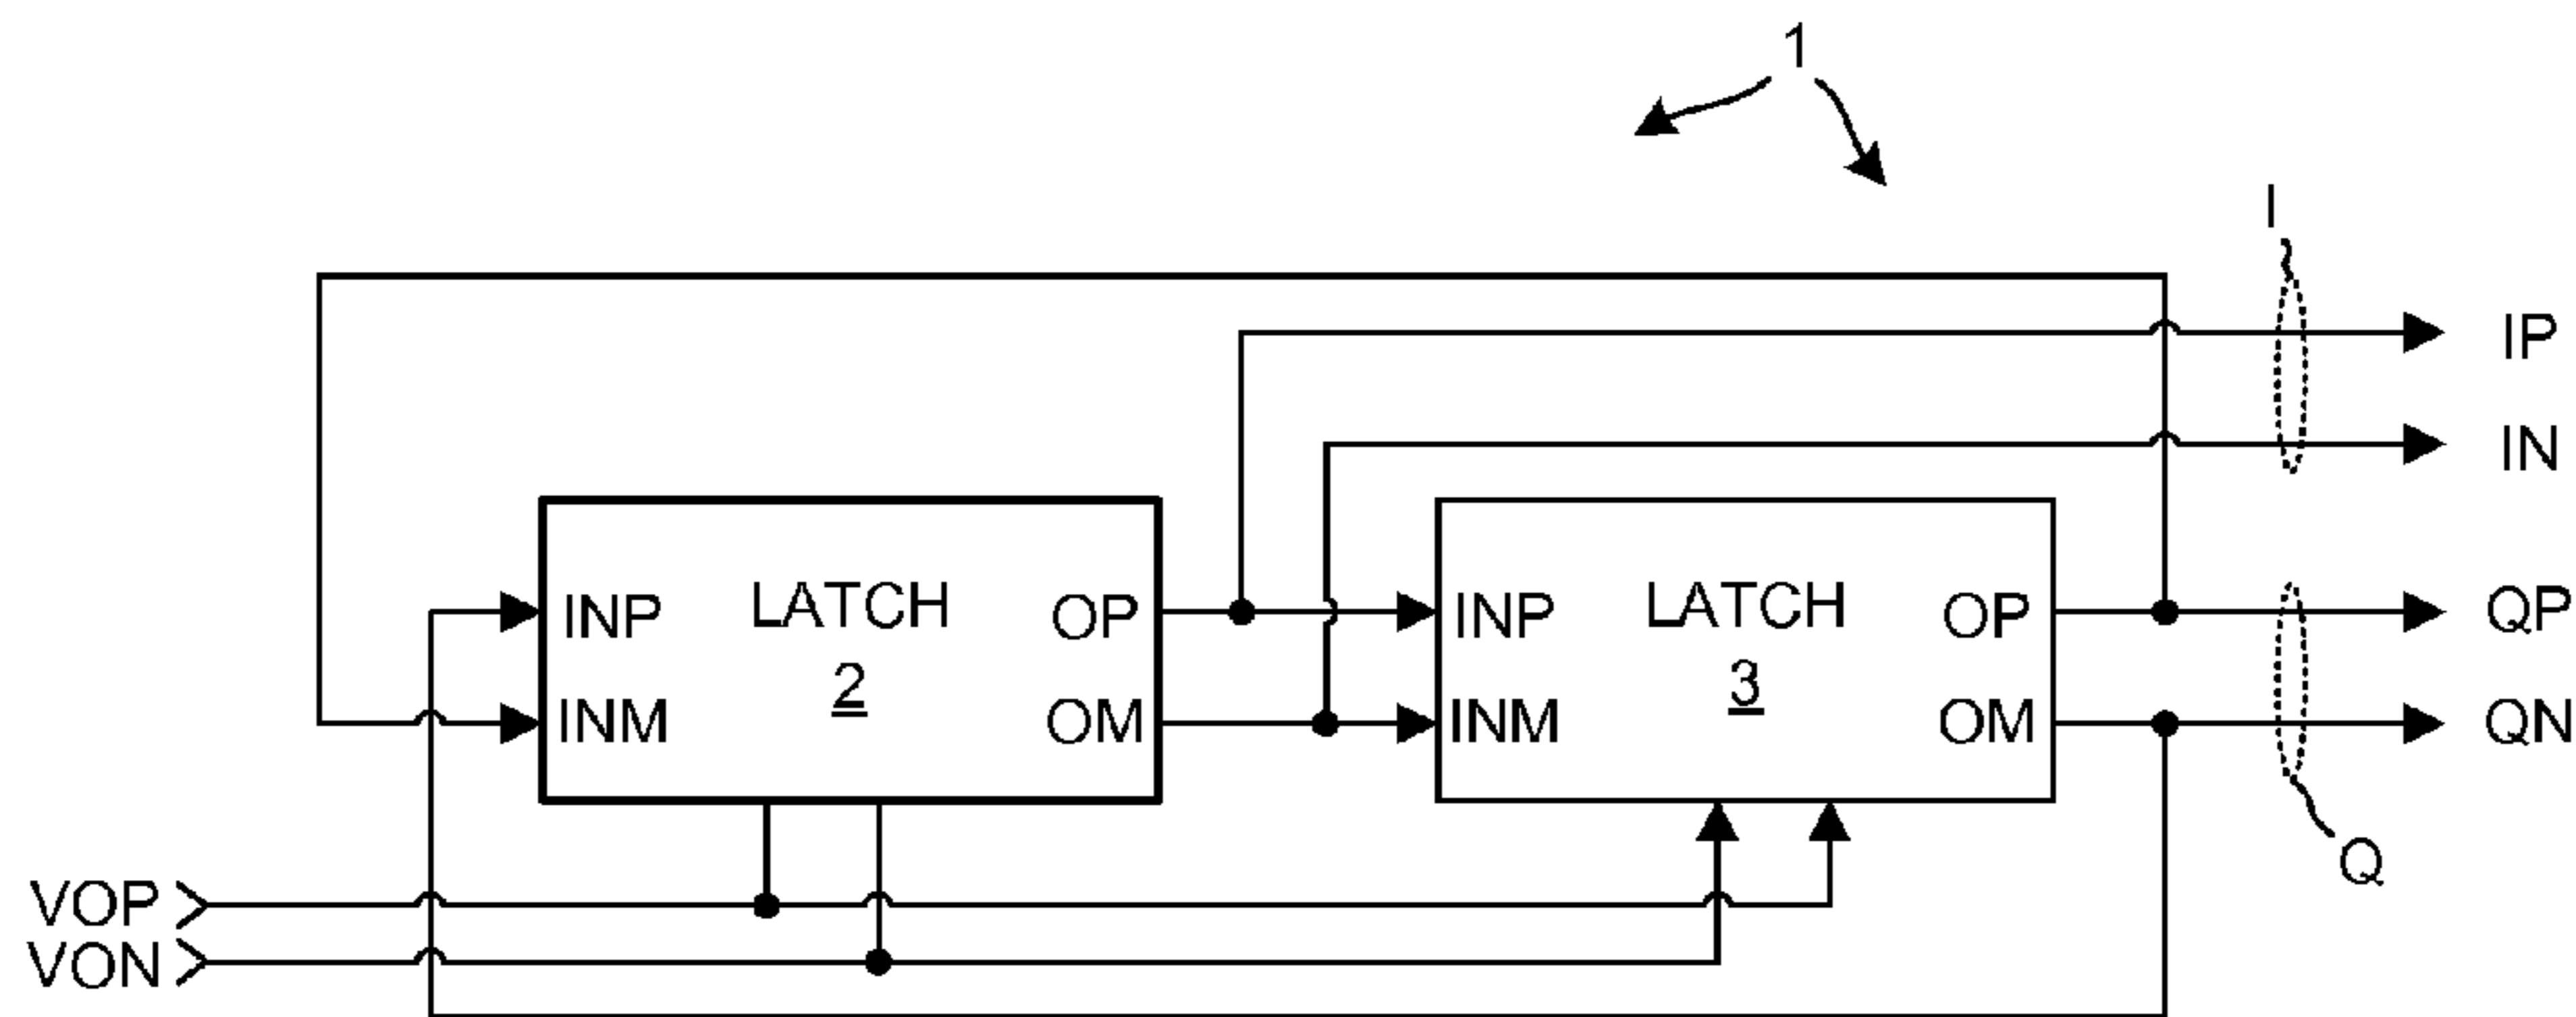 1
I
IP
IN
INP LATCH OP
2
INM OM
INP LATCH OP
3
INM OM
QP
QN
Q
VOP
VON